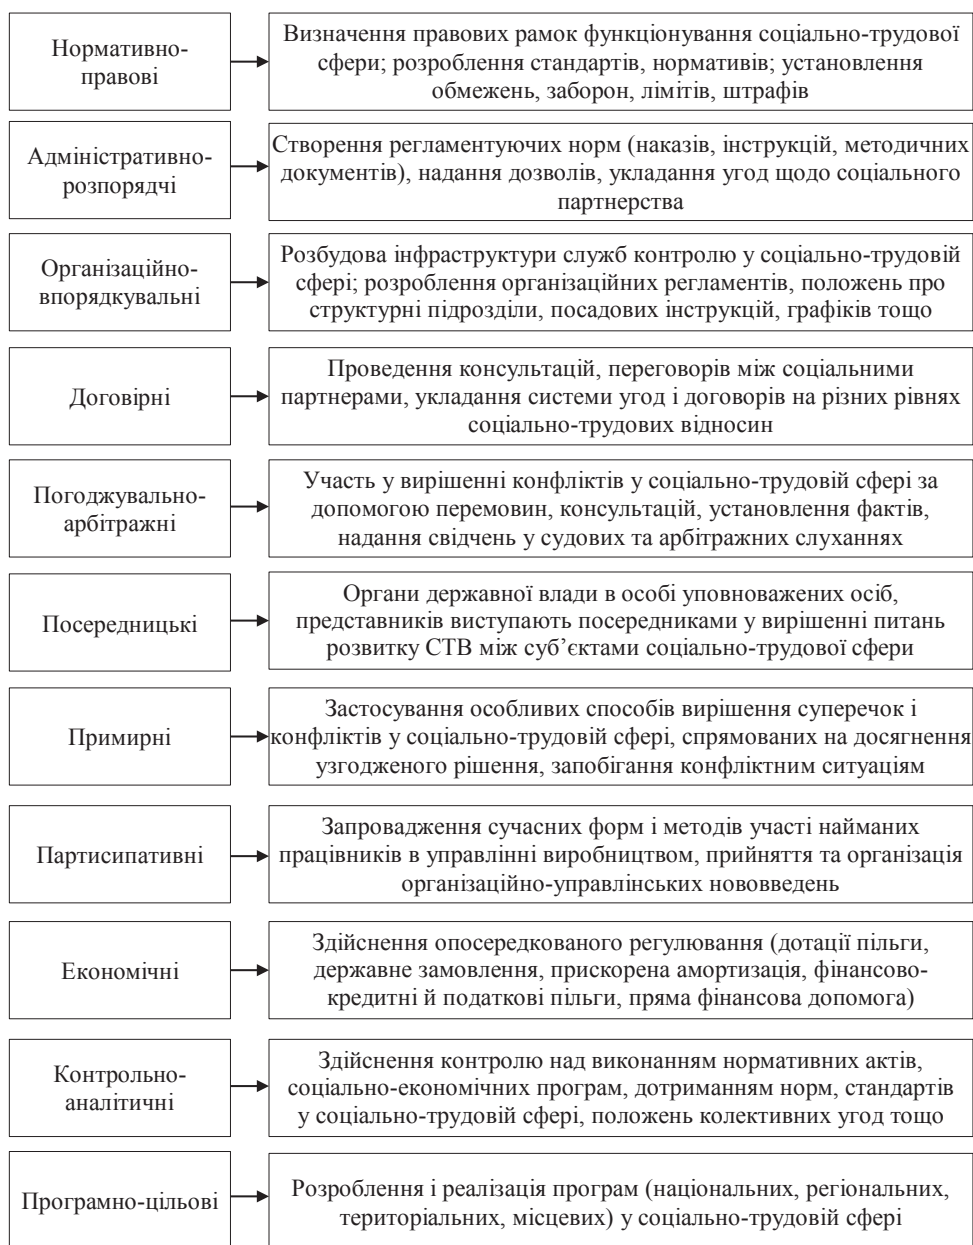 Нормативно-
правові
Визначення правових рамок функціонування соціально-трудової
сфери; розроблення стандартів, нормативів; установлення
обмежень, заборон, лімітів, штрафів
Адміністративно-
розпорядчі
Створення регламентуючих норм (наказів, інструкцій, методичних
документів), надання дозволів, укладання угод щодо соціального
партнерства
Організаційно-
впорядкувальні
Розбудова інфраструктури служб контролю у соціально-трудовій
сфері; розроблення організаційних регламентів, положень про
структурні підрозділи, посадових інструкцій, графіків тощо
Договірні
Проведення консультацій, переговорів між соціальними
партнерами, укладання системи угод і договорів на різних рівнях
соціально-трудових відносин
Погоджувально-
арбітражні
Участь у вирішенні конфліктів у соціально-трудовій сфері за
допомогою перемовин, консультацій, установлення фактів,
надання свідчень у судових та арбітражних слуханнях
Посередницькі
Органи державної влади в особі уповноважених осіб,
представників виступають посередниками у вирішенні питань
розвитку СТВ між суб’єктами соціально-трудової сфери
Примирні
Застосування особливих способів вирішення суперечок і
конфліктів у соціально-трудовій сфері, спрямованих на досягнення
узгодженого рішення, запобігання конфліктним ситуаціям
Партисипативні
Запровадження сучасних форм і методів участі найманих
працівників в управлінні виробництвом, прийняття та організація
організаційно-управлінських нововведень
Економічні
Здійснення опосередкованого регулювання (дотації пільги,
державне замовлення, прискорена амортизація, фінансово-
кредитні й податкові пільги, пряма фінансова допомога)
Контрольно-
аналітичні
Здійснення контролю над виконанням нормативних актів,
соціально-економічних програм, дотриманням норм, стандартів
у соціально-трудовій сфері, положень колективних угод тощо
Програмно-цільові
Розроблення і реалізація програм (національних, регіональних,
територіальних, місцевих) у соціально-трудовій сфері